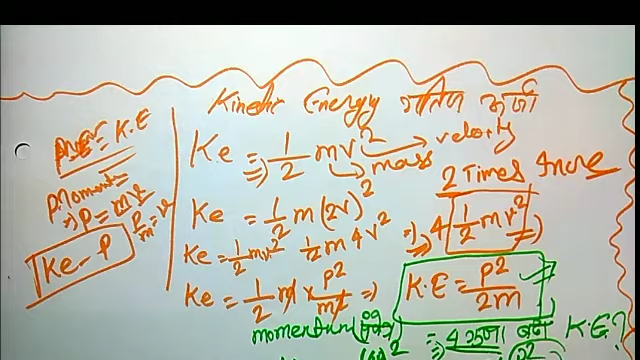 Kinetic Energy गतिज ऊर्जा
K.E
P. Moment
⇒ P = mv
P/m = v
Ke - P
Ke ⇒ 1/2 mv² → velocity
→ mass
2 Times Incre
Ke = 1/2 m(2v)²
Ke = 1/2 mv² 1/2 m 4v² ⇒ 4 1/2 mv² ⇒
Ke = 1/2 m × P²/m² ⇒ K.E = P²/2m
momentum = 4 गुना K.E?